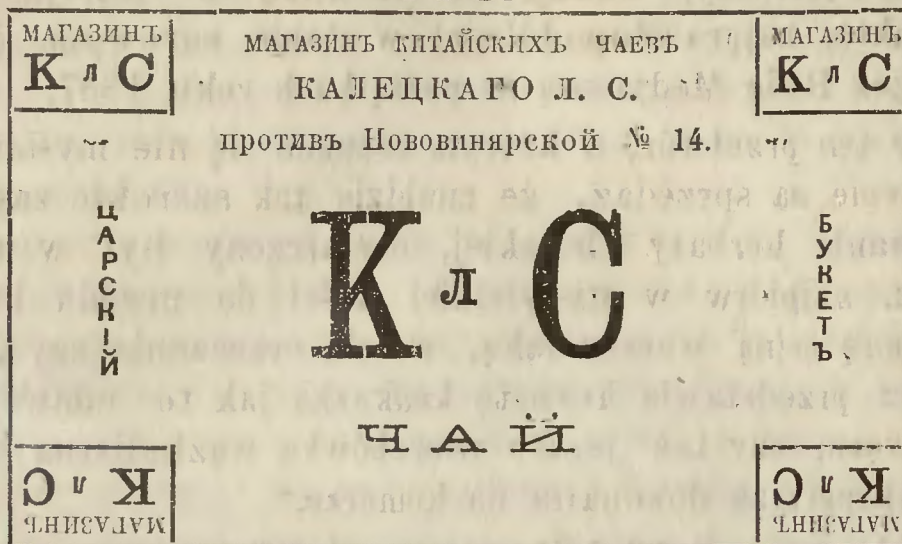 МАГАЗИНЪ
К л С
МАГАЗИНЪ КИТАЙСКИХЪ ЧАЕВЪ
КАЛЕЦКАГО Л. С.
противъ Нововинярской № 14.
МАГАЗИНЪ
К л С
ЦАРСКІЙ
К л С
БУКЕТЪ
ЧАЙ
К л С
МАГАЗИНЪ
К л С
МАГАЗИНЪ